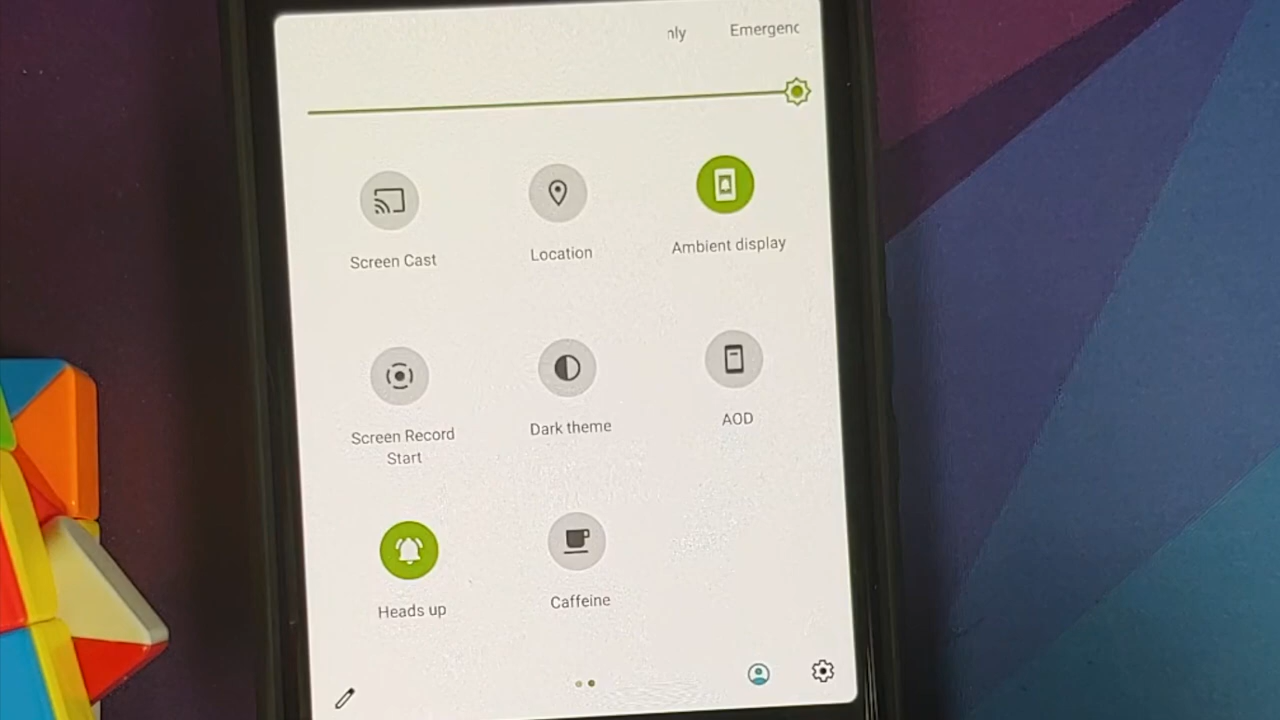 nly Emergenc
Screen Cast
Location
Ambient display
Screen Record
Start
Dark theme
AOD
Heads up
Caffeine